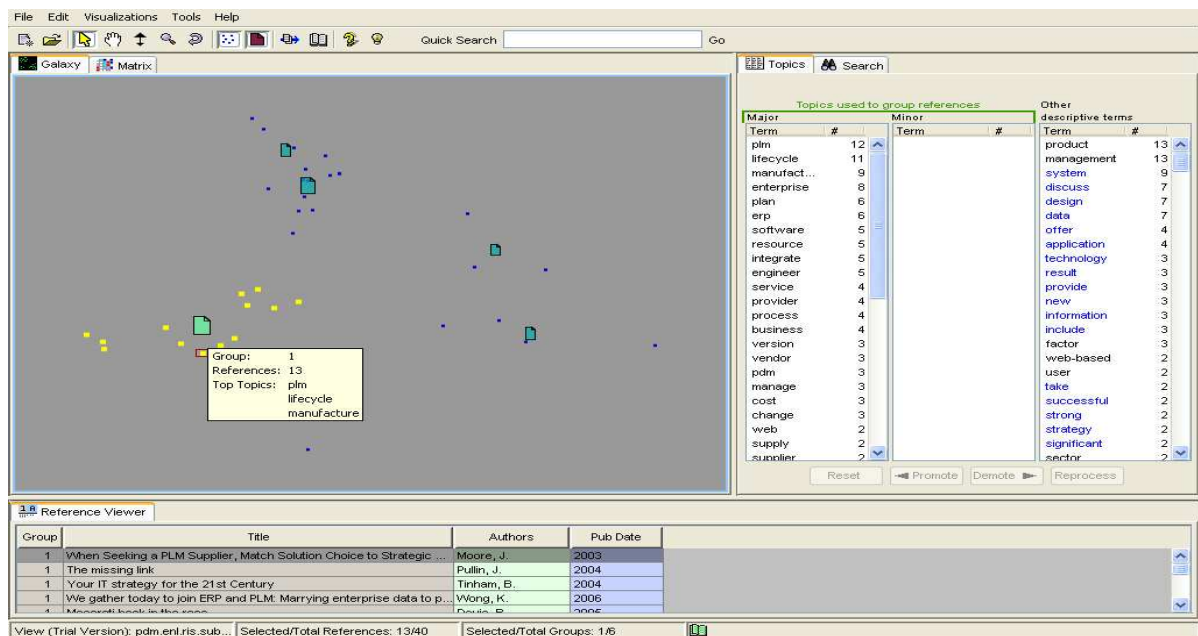 File Edit Visualizations Tools Help
Quick Search Go
Galaxy Matrix
Topics Search
Topics used to group references
Other
Major Minor descriptive terms
Term # Term # Term #
plm 12 product 13
lifecycle 11 management 13
manufact... 9 system 9
enterprise 8 discuss 7
plan 6 design 7
erp 6 data 7
software 5 offer 4
resource 5 application 4
integrate 5 technology 3
engineer 5 result 3
service 4 provide 3
provider 4 new 3
process 4 information 3
business 4 include 3
version 3 factor 3
vendor 3 web-based 2
pdm 3 user 2
manage 3 take 2
cost 3 successful 2
change 3 strong 2
web 2 strategy 2
supply 2 significant 2
supplier 2 sector 2
Group: 1
References: 13
Top Topics: plm
lifecycle
manufacture
Reset Promote Demote Reprocess
Reference Viewer
Group Title Authors Pub Date
1 When Seeking a PLM Supplier, Match Solution Choice to Strategic ... Moore, J. 2003
1 The missing link Pullin, J. 2004
1 Your IT strategy for the 21st Century Tinham, B. 2004
1 We gather today to join ERP and PLM: Marrying enterprise data to p... Wong, K. 2006
1 in the
View (Trial Version): pdm.enl.ris.sub... Selected/Total References: 13/40 Selected/Total Groups: 1/6